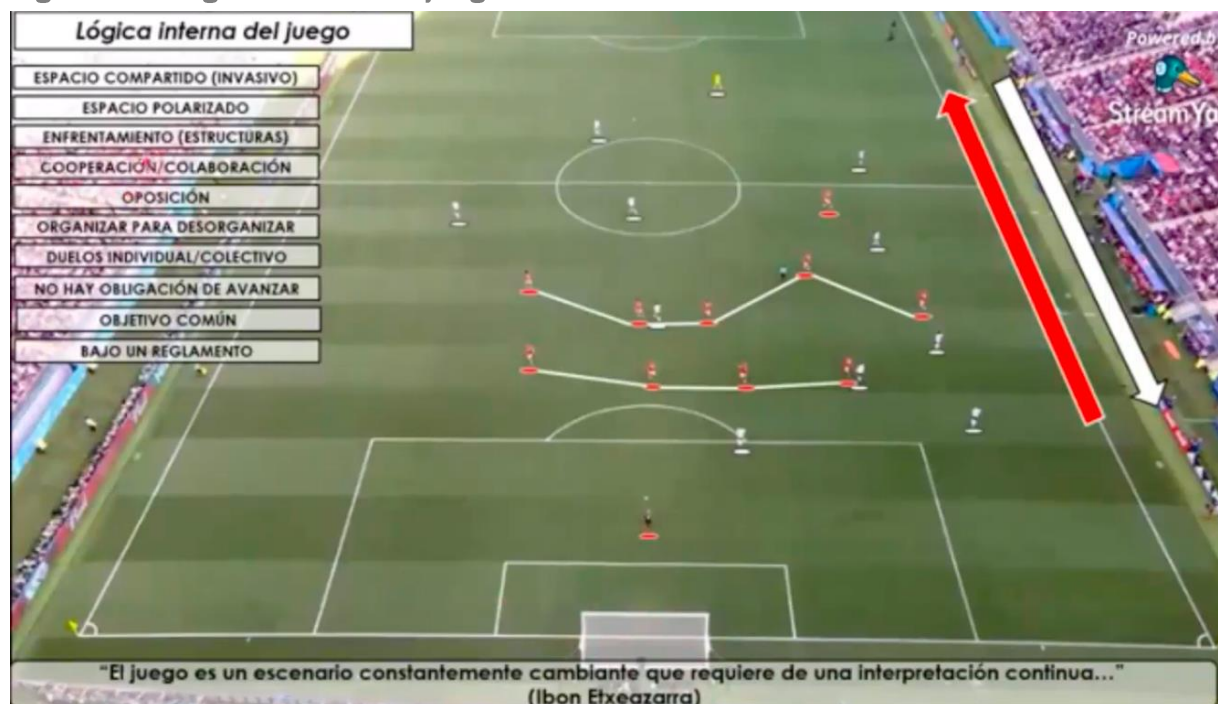 Lógica interna del juego
ESPACIO COMPARTIDO (INVASIVO)
ESPACIO POLARIZADO
ENFRENTAMIENTO (ESTRUCTURAS)
COOPERACIÓN/COLABORACIÓN
OPOSICIÓN
ORGANIZAR PARA DESORGANIZAR
DUELOS INDIVIDUAL/COLECTIVO
NO HAY OBLIGACIÓN DE AVANZAR
OBJETIVO COMÚN
BAJO UN REGLAMENTO
Powered by
StreamYa
“El juego es un escenario constantemente cambiante que requiere de una interpretación continua...”
(Ibon Etxeazarra)